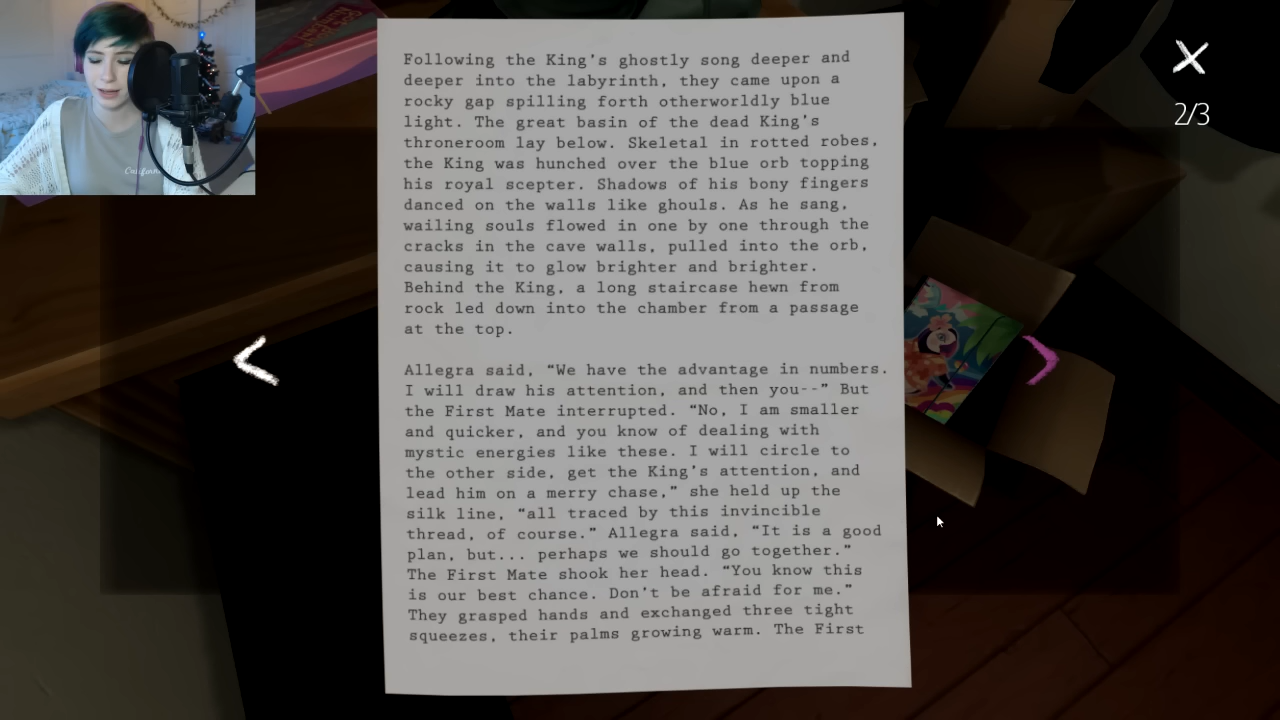 2/3
Following the King's ghostly song deeper and
deeper into the labyrinth, they came upon a
rocky gap spilling forth otherworldly blue
light. The great basin of the dead King's
throneroom lay below. Skeletal in rotted robes,
the King was hunched over the blue orb topping
his royal scepter. Shadows of his bony fingers
danced on the walls like ghouls. As he sang,
wailing souls flowed in one by one through the
cracks in the cave walls, pulled into the orb,
causing it to glow brighter and brighter.
Behind the King, a long staircase hewn from
rock led down into the chamber from a passage
at the top.
Allegra said, “We have the advantage in numbers.
I will draw his attention, and then you--” But
the First Mate interrupted. “No, I am smaller
and quicker, and you know of dealing with
mystic energies like these. I will circle to
the other side, get the King's attention, and
lead him on a merry chase,” she held up the
silk line, “all traced by this invincible
thread, of course.” Allegra said, “It is a good
plan, but... perhaps we should go together.”
The First Mate shook her head. “You know this
is our best chance. Don't be afraid for me.”
They grasped hands and exchanged three tight
squeezes, their palms growing warm. The First